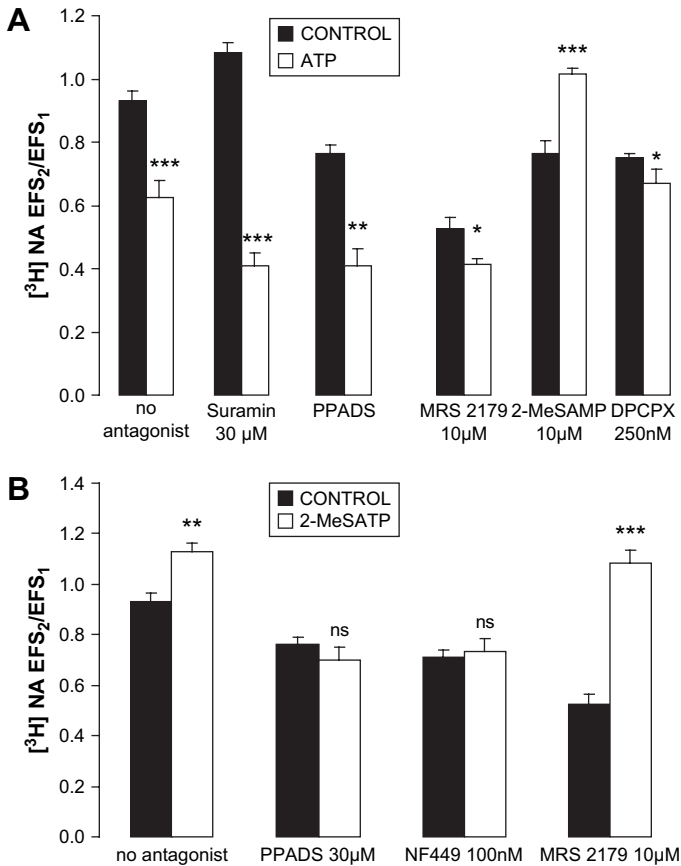 A
[³H] NA EFS₂/EFS₁
1.2
1.0
0.8
0.6
0.4
0.2
0.0
CONTROL
ATP
***
***
**
*
***
*
no antagonist
Suramin 30 µM
PPADS
MRS 2179 10µM
2-MeSAMP 10µM
DPCPX 250nM
B
[³H] NA EFS₂/EFS₁
1.4
1.2
1.0
0.8
0.6
0.4
0.2
0.0
CONTROL
2-MeSATP
**
ns
ns
***
no antagonist
PPADS 30µM
NF449 100nM
MRS 2179 10µM